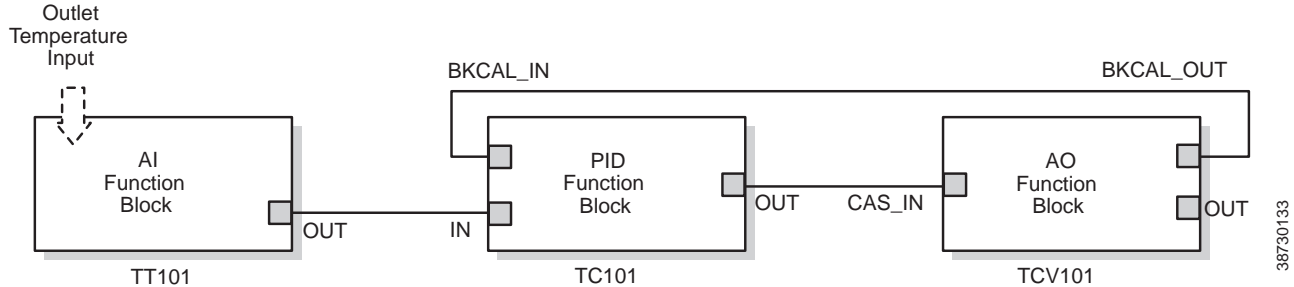 Outlet
Temperature
Input
BKCAL_IN
BKCAL_OUT
AI
Function
Block
PID
Function
Block
AO
Function
Block
OUT
IN
OUT
CAS_IN
OUT
TT101
TC101
TCV101
38730133